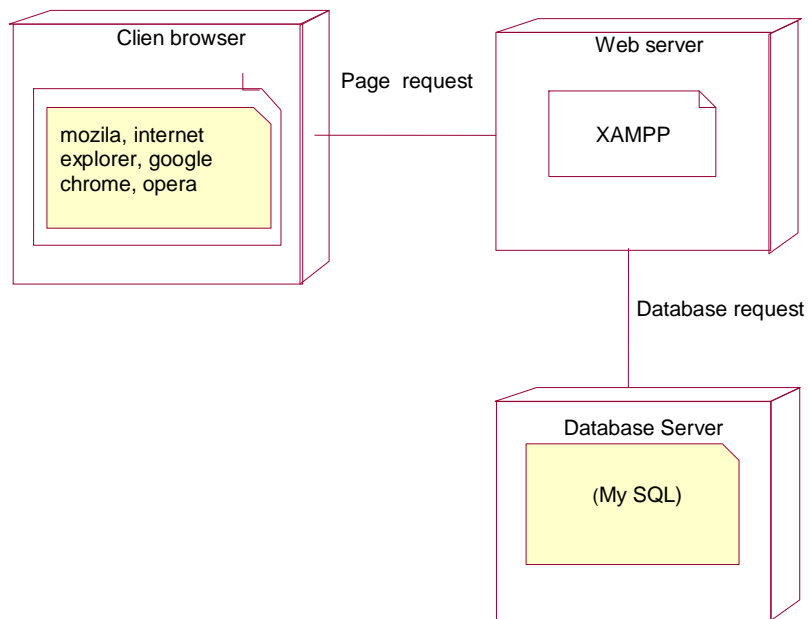 Clien browser
mozila, internet
explorer, google
chrome, opera
Page request
Web server
XAMPP
Database request
Database Server
(My SQL)